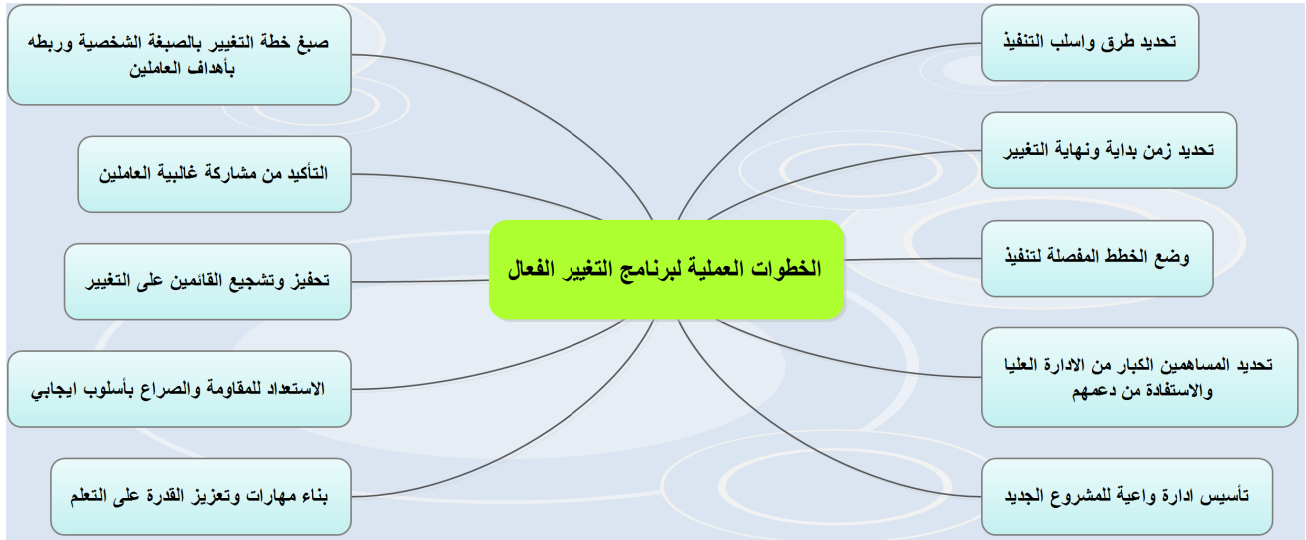 الخطوات العملية لبرنامج التغيير الفعال
تحديد طرق واسلب التنفيذ
تحديد زمن بداية ونهاية التغيير
وضع الخطط المفصلة لتنفيذ
تحديد المساهمين الكبار من الادارة العليا
والاستفادة من دعمهم
تأسيس ادارة واعية للمشروع الجديد
صبغ خطة التغيير بالصبغة الشخصية وربطه
بأهداف العاملين
التأكيد من مشاركة غالبية العاملين
تحفيز وتشجيع القائمين على التغيير
الاستعداد للمقاومة والصراع بأسلوب ايجابي
بناء مهارات وتعزيز القدرة على التعلم